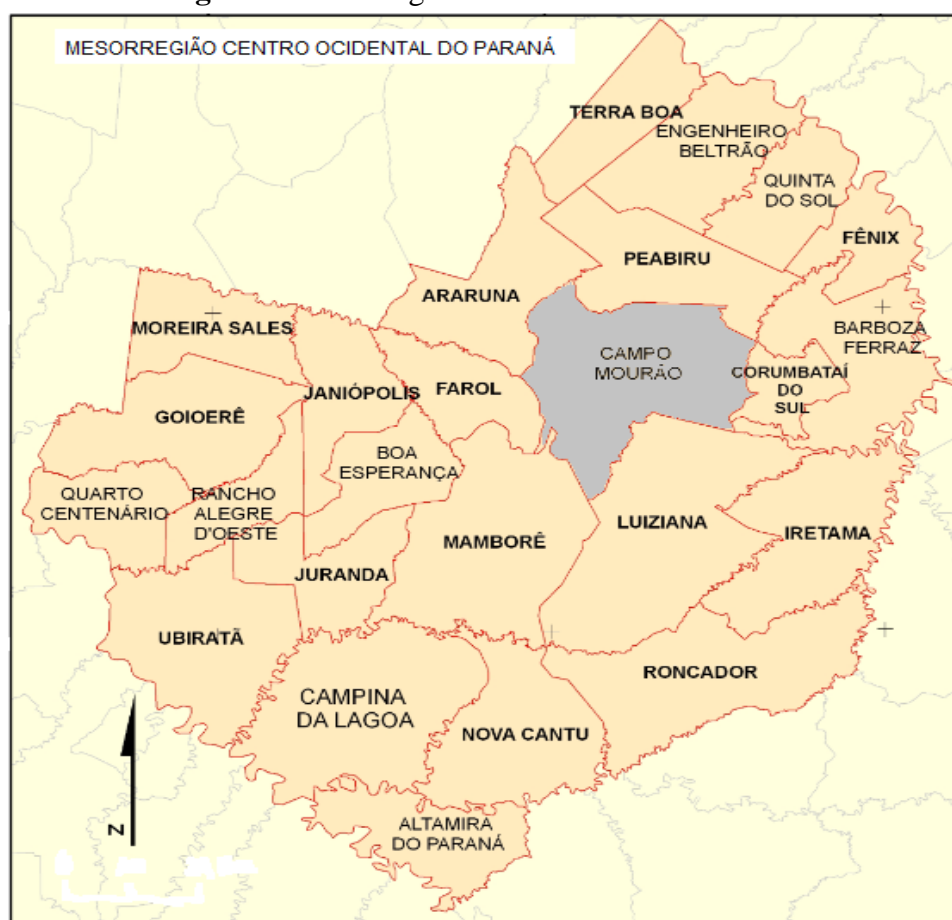 MESORREGIÃO CENTRO OCIDENTAL DO PARANÁ
TERRA BOA
ENGENHEIRO
BELTRÃO
QUINTA
DO SOL
FÊNIX
PEABIRU
ARARUNA
MOREIRA SALES
BARBOZA
FERRAZ
CAMPO
MOURÃO
CORUMBATAÍ
DO
SUL
JANIÓPOLIS
FAROL
GOIOERÊ
BOA
ESPERANÇA
QUARTO
CENTENÁRIO
RANCHO
ALEGRE
D'OESTE
LUIZIANA
IRETAMA
MAMBORÊ
JURANDA
UBIRATÃ
RONCADOR
CAMPINA
DA LAGOA
NOVA CANTU
ALTAMIRA
DO PARANÁ
N